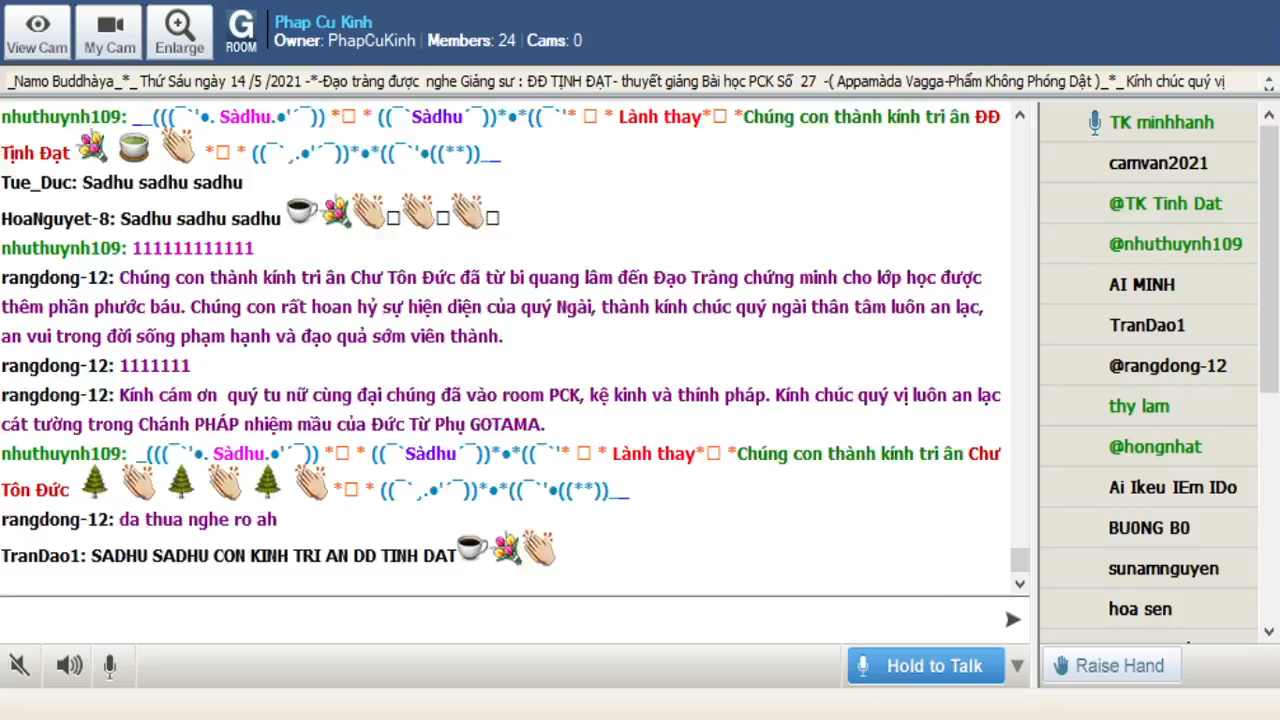 View Cam
My Cam
Enlarge
G
ROOM
Phap Cu Kinh
Owner: PhapCuKinh | Members: 24 | Cams: 0
_Namo Buddhàya_*_ Thứ Sáu ngày 14 /5 /2021 -*-Đạo tràng được nghe Giảng sư : ĐĐ TỊNH ĐẠT- thuyết giảng Bài học PCK Số 27 -( Appamàda Vagga-Phẩm Không Phóng Dật )_*_ Kính chúc quý vị
nhuthuynh109: __(((¯`'•. Sàdhu.•'´¯)) *▯ * ((¯`Sàdhu´¯))*•*((¯`'* ▯ * Lành thay*▯ *Chúng con thành kính tri ân ĐĐ
Tịnh Đạt *▯ * ((¯`¸.•'´¯))*•*((¯`'•((**))__
Tue_Duc: Sadhu sadhu sadhu
HoaNguyet-8: Sadhu sadhu sadhu ▯ ▯ ▯
nhuthuynh109: 111111111111
rangdong-12: Chúng con thành kính tri ân Chư Tôn Đức đã từ bi quang lâm đến Đạo Tràng chứng minh cho lớp học được
thêm phần phước báu. Chúng con rất hoan hỷ sự hiện diện của quý Ngài, thành kính chúc quý ngài thân tâm luôn an lạc,
an vui trong đời sống phạm hạnh và đạo quả sớm viên thành.
rangdong-12: 1111111
rangdong-12: Kính cám ơn quý tu nữ cùng đại chúng đã vào room PCK, kệ kinh và thính pháp. Kính chúc quý vị luôn an lạc
cát tường trong Chánh PHÁP nhiệm mầu của Đức Từ Phụ GOTAMA.
nhuthuynh109: _(((¯`'•. Sàdhu.•'´¯)) *▯ * ((¯`Sàdhu´¯))*•*((¯`'* ▯ * Lành thay*▯ *Chúng con thành kính tri ân Chư
Tôn Đức *▯ * ((¯`¸.•'´¯))*•*((¯`'•((**))__
rangdong-12: da thua nghe ro ah
TranDao1: SADHU SADHU CON KINH TRI AN DD TINH DAT
TK minhhanh
camvan2021
@TK Tinh Dat
@nhuthuynh109
AI MINH
TranDao1
@rangdong-12
thy lam
@hongnhat
Ai Ikeu IEm IDo
BU0NG B0
sunamnguyen
hoa sen
Hold to Talk
Raise Hand